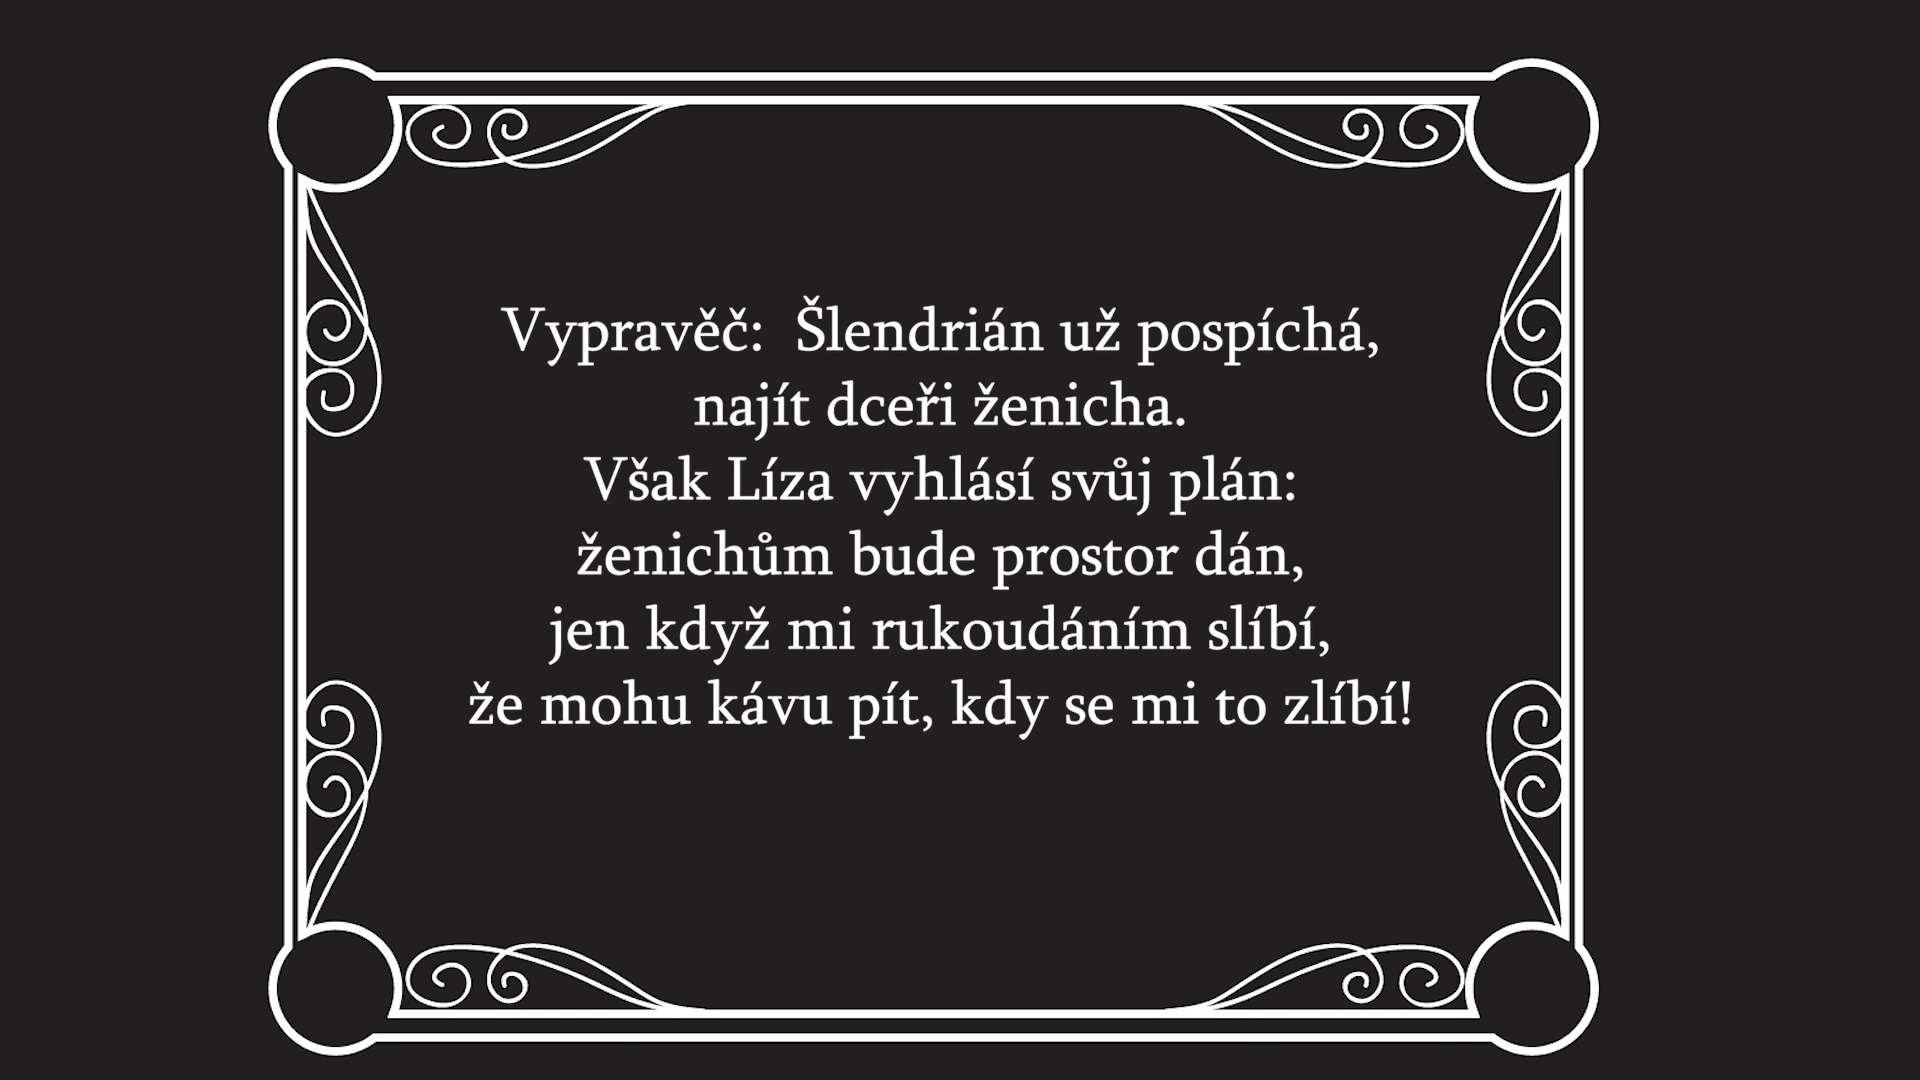 Vypravěč:  Šlendrián už pospíchá,
najít dceři ženicha.
Však Líza vyhlásí svůj plán:
ženichům bude prostor dán,
jen když mi rukoudáním slíbí,
že mohu kávu pít, kdy se mi to zlíbí!